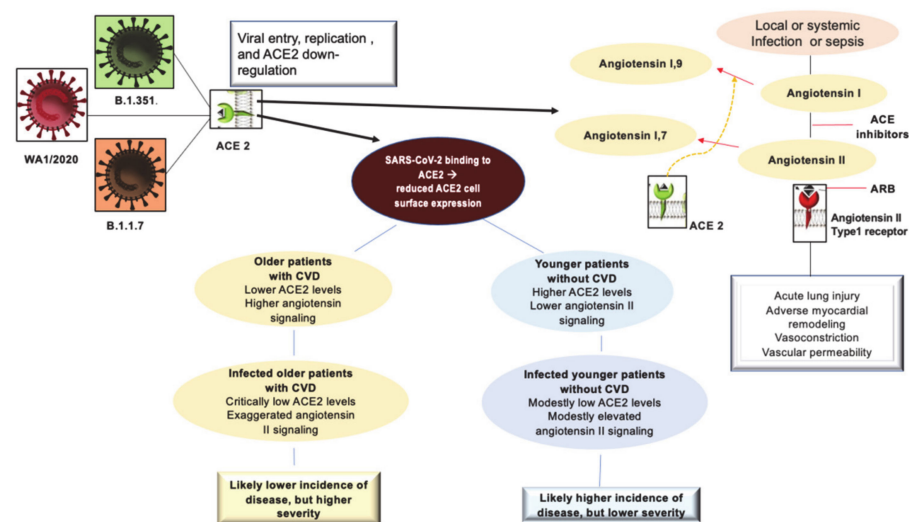 Viral entry, replication ,
and ACE2 down-
regulation
B.1.351.
WA1/2020
ACE 2
B.1.1.7
SARS-CoV-2 binding to
ACE2 →
reduced ACE2 cell
surface expression
Older patients
with CVD
Lower ACE2 levels
Higher angiotensin
signaling
Younger patients
without CVD
Higher ACE2 levels
Lower angiotensin II
signaling
Infected older patients
with CVD
Critically low ACE2 levels
Exaggerated angiotensin
II signaling
Infected younger patients
without CVD
Modestly low ACE2 levels
Modestly elevated
angiotensin II signaling
Likely lower incidence of
disease, but higher
severity
Likely higher incidence of
disease, but lower severity
Local or systemic
Infection or sepsis
Angiotensin I,9
Angiotensin I
ACE
inhibitors
Angiotensin I,7
Angiotensin II
ACE 2
ARB
Angiotensin II
Type1 receptor
Acute lung injury
Adverse myocardial
remodeling
Vasoconstriction
Vascular permeability